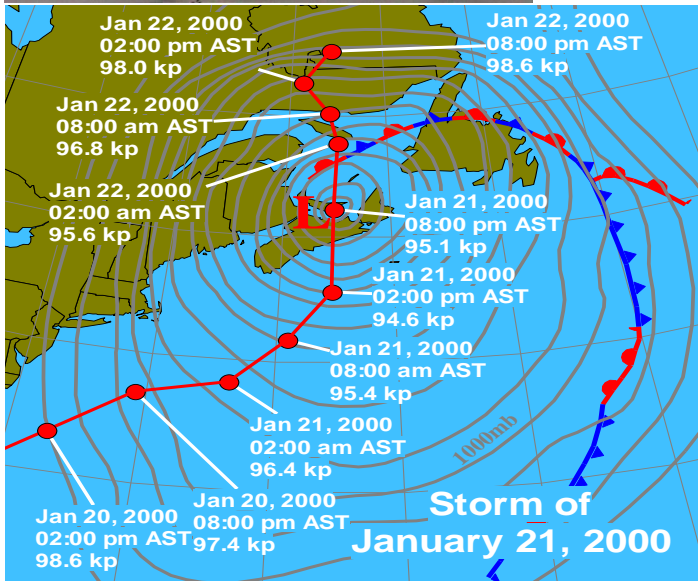 Jan 22, 2000
02:00 pm AST
98.0 kp
Jan 22, 2000
08:00 pm AST
98.6 kp
Jan 22, 2000
08:00 am AST
96.8 kp
Jan 22, 2000
02:00 am AST
95.6 kp
L
Jan 21, 2000
08:00 pm AST
95.1 kp
Jan 21, 2000
02:00 pm AST
94.6 kp
Jan 21, 2000
08:00 am AST
95.4 kp
Jan 21, 2000
02:00 am AST
96.4 kp
1000mb
Jan 20, 2000
08:00 pm AST
97.4 kp
Jan 20, 2000
02:00 pm AST
98.6 kp
Storm of
January 21, 2000